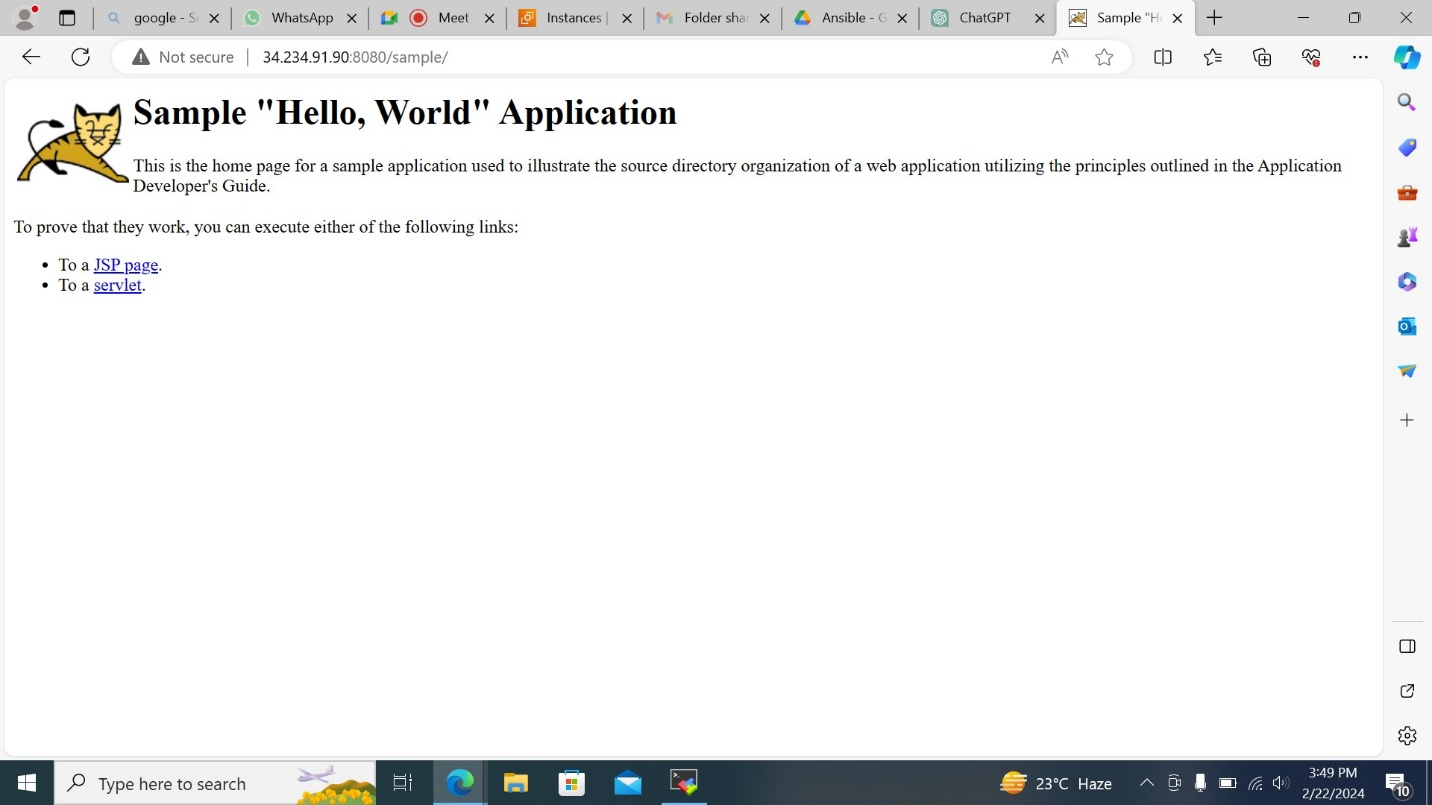 google - S
WhatsApp
Meet
Instances |
Folder shar
Ansible - G
ChatGPT
Sample "H
Not secure
34.234.91.90:8080/sample/
Sample "Hello, World" Application
This is the home page for a sample application used to illustrate the source directory organization of a web application utilizing the principles outlined in the Application
Developer's Guide.
To prove that they work, you can execute either of the following links:
• To a JSP page.
• To a servlet.
Type here to search
23°C Haze
3:49 PM
2/22/2024
10